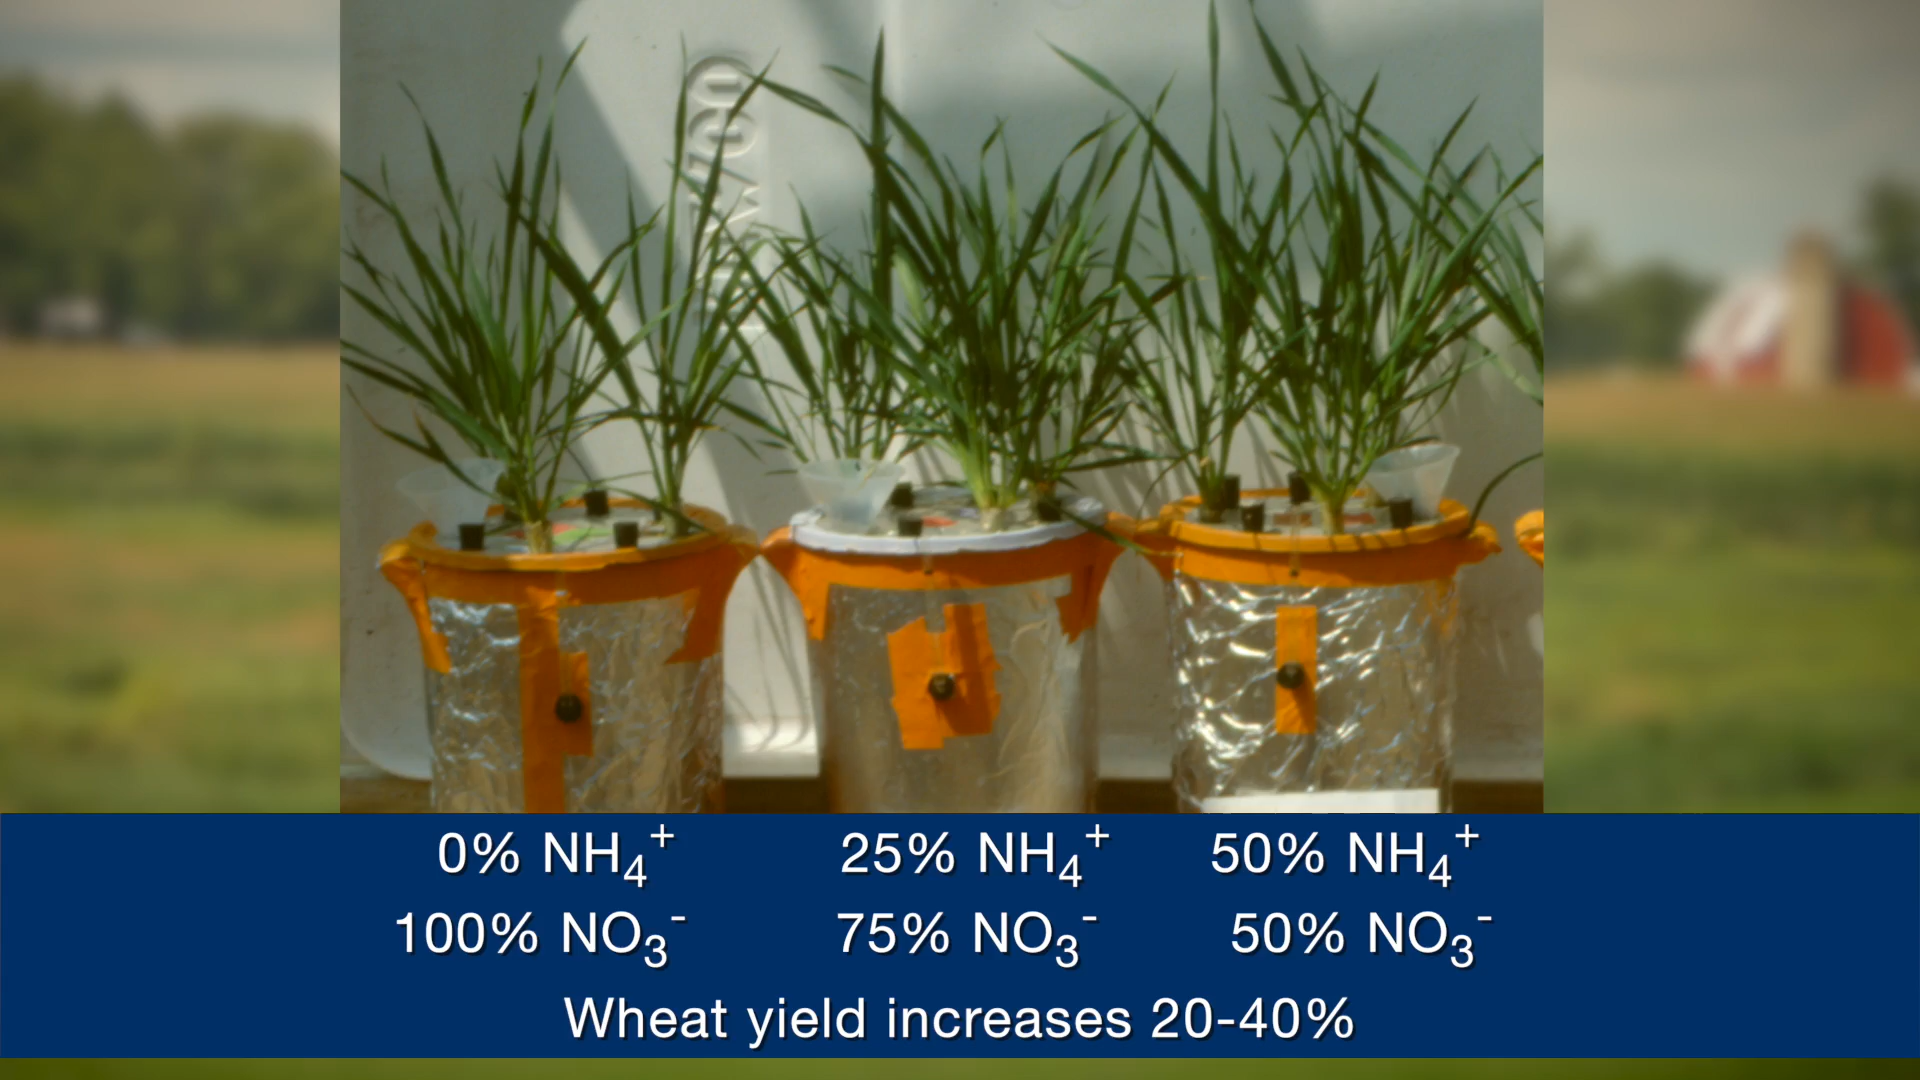 0% NH₄⁺ 25% NH₄⁺ 50% NH₄⁺
100% NO₃⁻ 75% NO₃⁻ 50% NO₃⁻
Wheat yield increases 20-40%